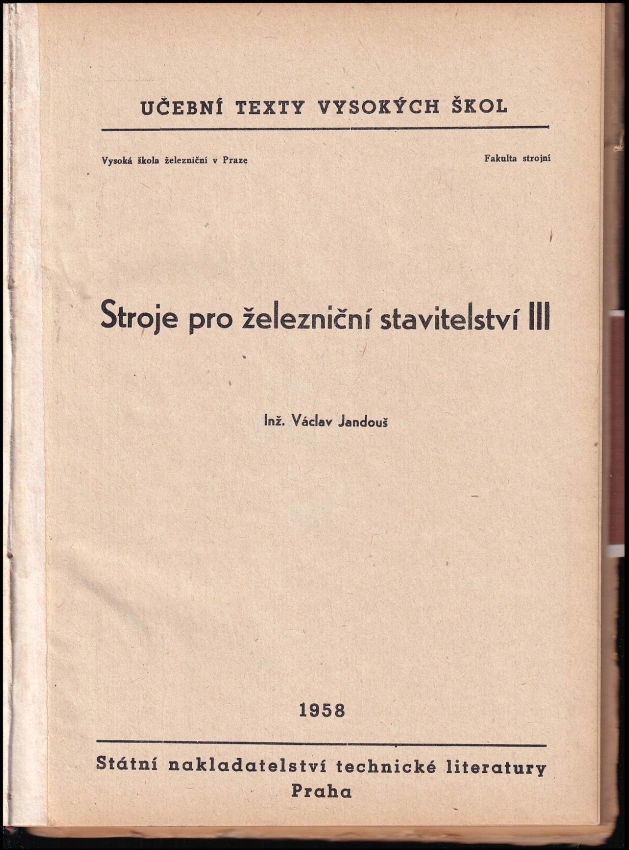 UČEBNÍ TEXTY VYSOKÝCH ŠKOL
Vysoká škola železniční v Praze
Fakulta strojní
Stroje pro železniční stavitelství III
Inž. Václav Jandouš
1958
Státní nakladatelství technické literatury
Praha